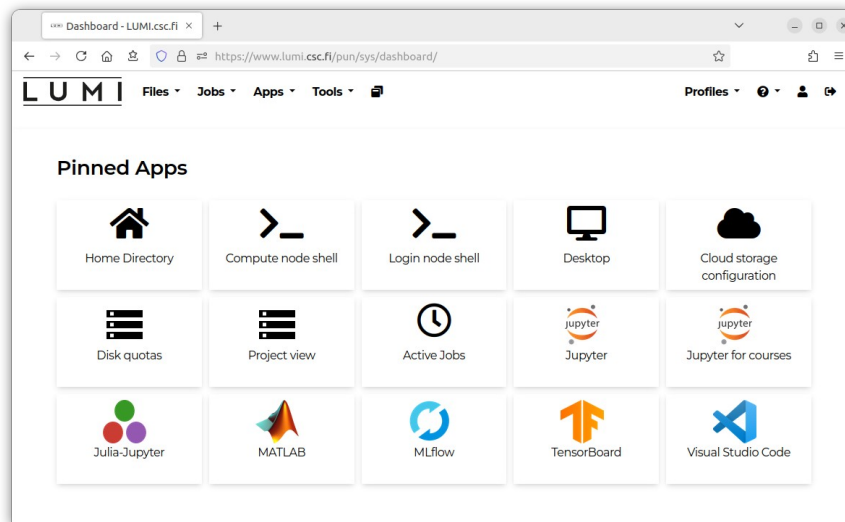 Dashboard - LUMI.csc.fi
https://www.lumi.csc.fi/pun/sys/dashboard/
LUMI Files Jobs Apps Tools Profiles
Pinned Apps
Home Directory
Compute node shell
Login node shell
Desktop
Cloud storage
configuration
Disk quotas
Project view
Active Jobs
Jupyter
Jupyter
Jupyter
Jupyter for courses
Julia-Jupyter
MATLAB
MLflow
TensorBoard
Visual Studio Code